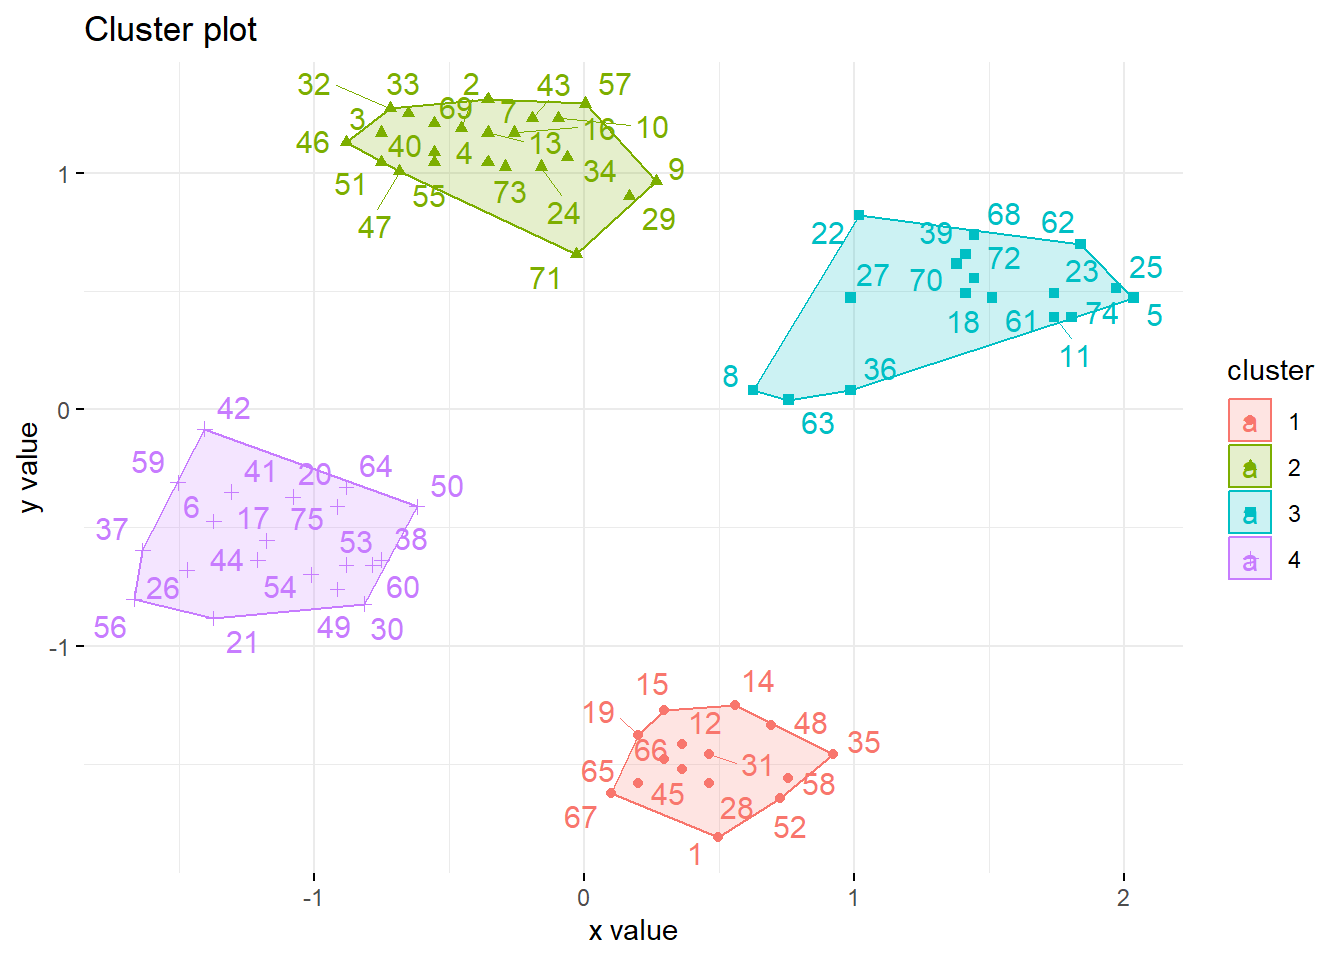 Cluster plot
32 33 2 43 57
3 69 7 16 10
46 40 4 13 34 9
51 47 55 73 24 29
71
22 39 68 62
27 70 72 23 25
18 61 74 5
11
8 36
63
42
59 41 20 64 50
6 17 75
37 44 53 38
26 54 60
56 21 49 30
15 14
19 12 48 35
66 31
65 45 58
67 28 52
1
1
0
-1
y value
-1 0 1 2
x value
cluster
a 1
a 2
a 3
a 4